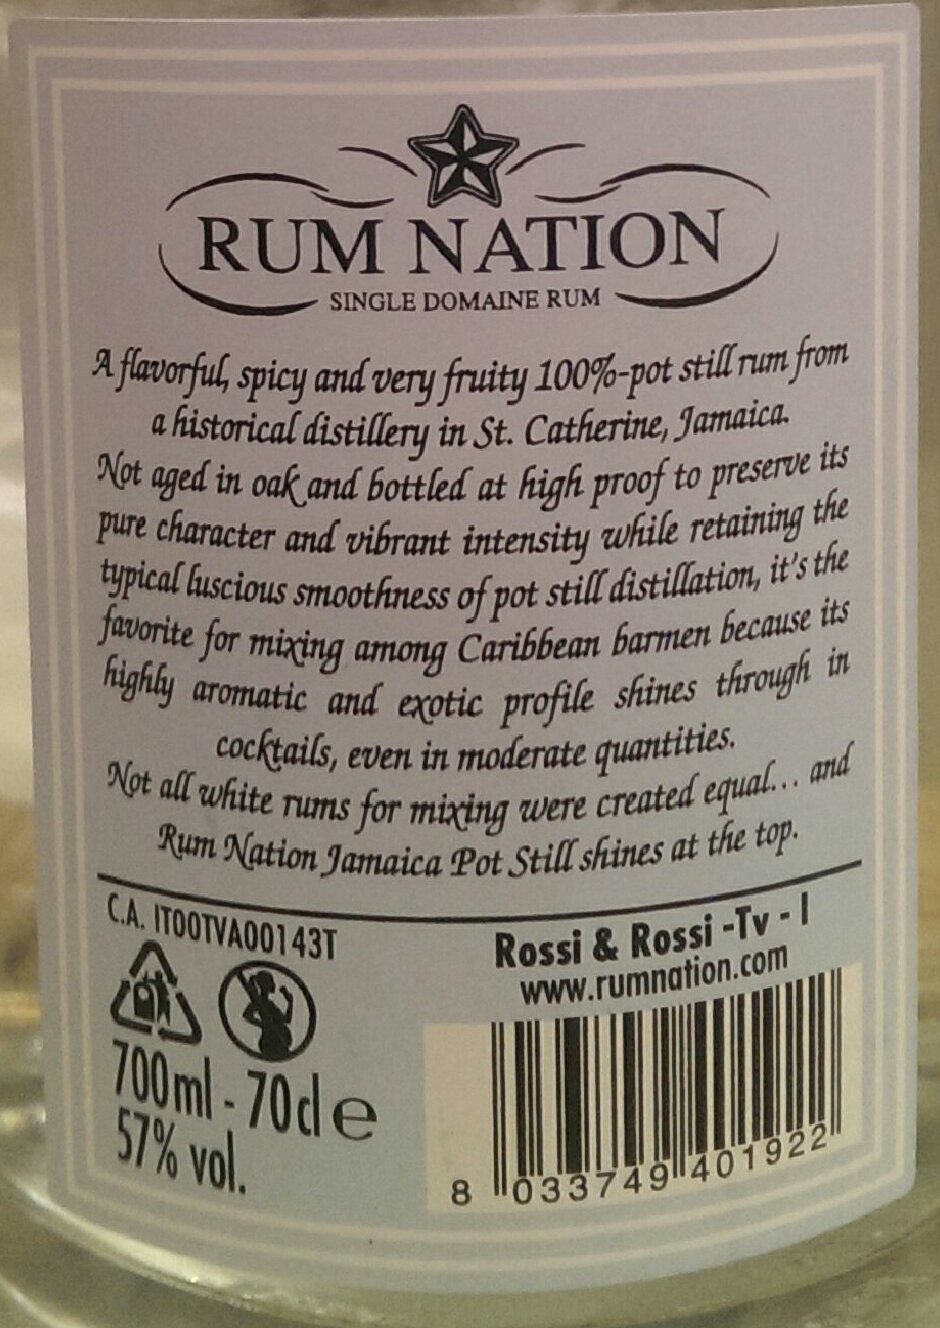 RUM NATION
SINGLE DOMAINE RUM
A flavorful, spicy and very fruity 100%-pot still rum from
a historical distillery in St. Catherine, Jamaica.
Not aged in oak and bottled at high proof to preserve its
pure character and vibrant intensity while retaining the
typical luscious smoothness of pot still distillation, it's the
favorite for mixing among Caribbean barmen because its
highly aromatic and exotic profile shines through in
cocktails, even in moderate quantities.
Not all white rums for mixing were created equal... and
Rum Nation Jamaica Pot Still shines at the top.
C.A. IT00TVA00143T
Rossi & Rossi -Tv - I
www.rumnation.com
700ml - 70cl e
57% vol.
8 033749 401922